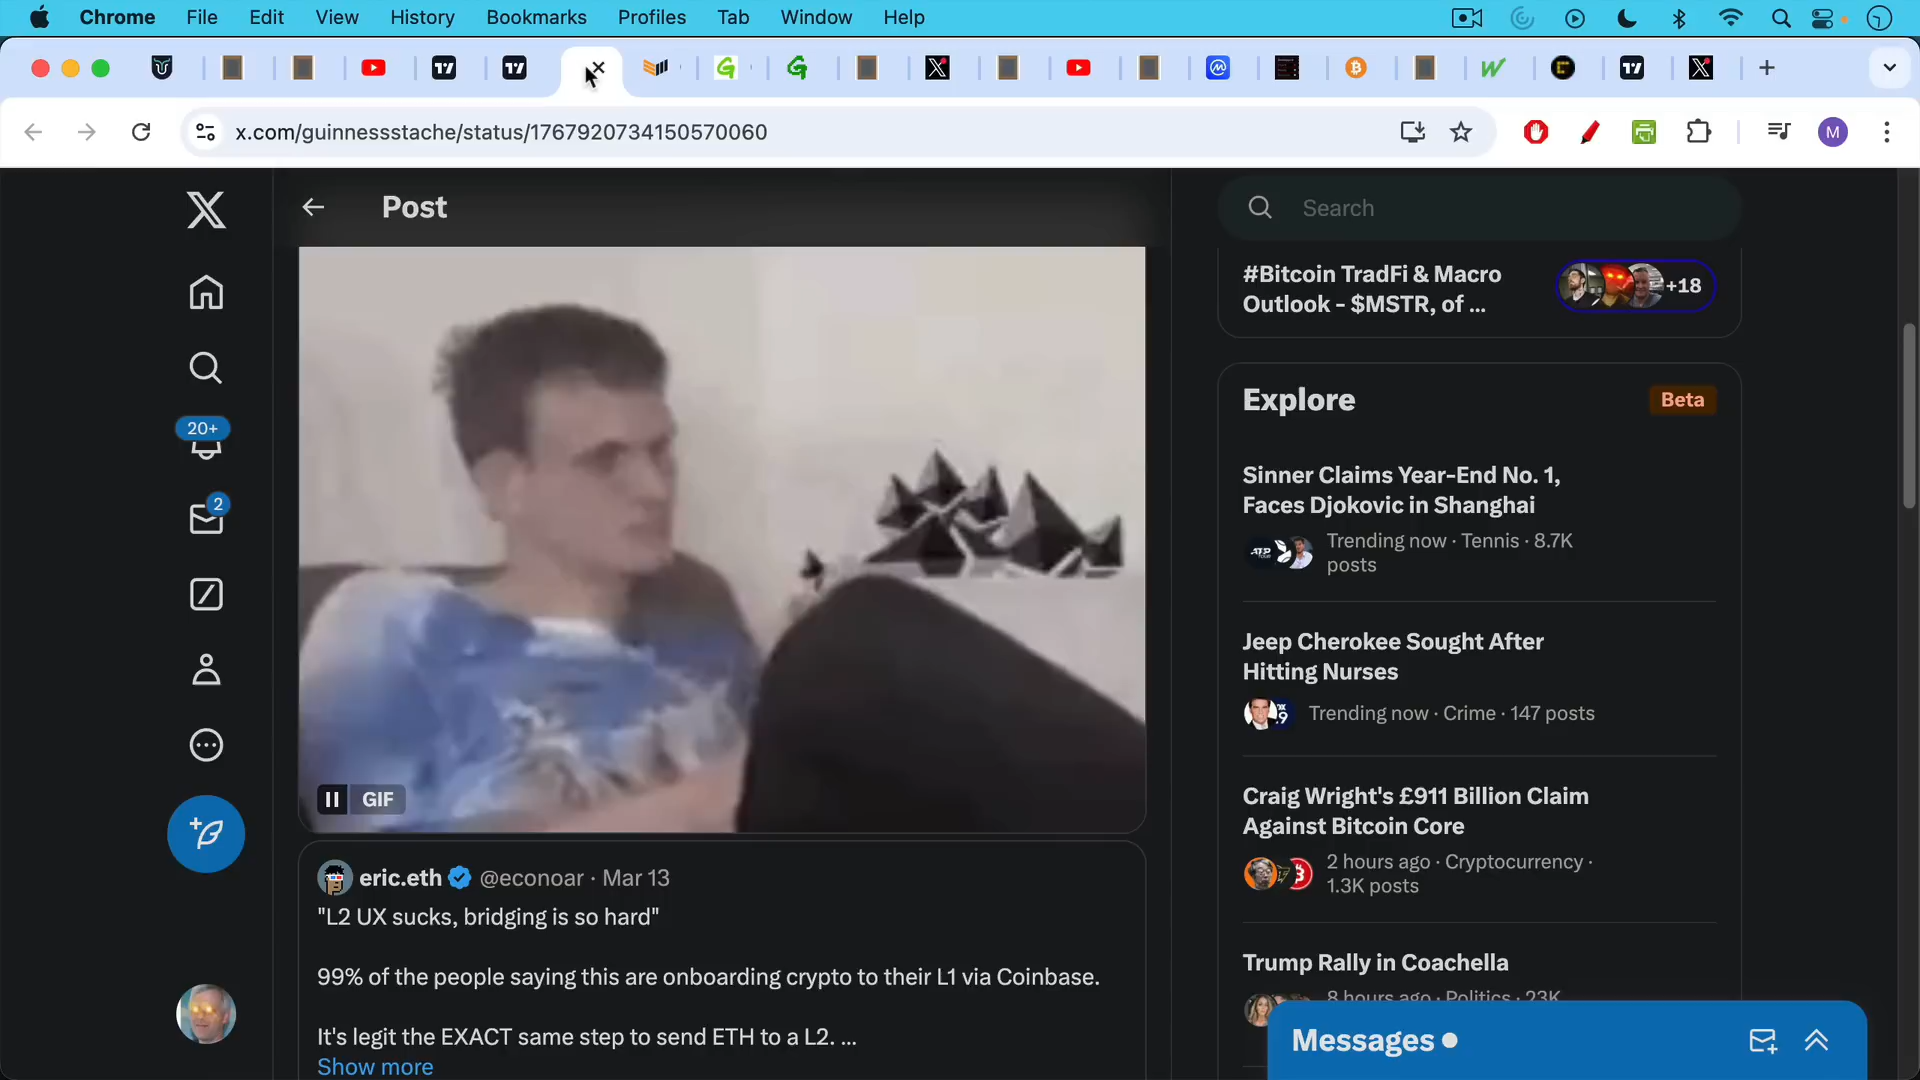 Chrome File Edit View History Bookmarks Profiles Tab Window Help
x.com/guinnessstache/status/1767920734150570060
M
Post
Search
20+
2
GIF
eric.eth @econoar · Mar 13
"L2 UX sucks, bridging is so hard"
99% of the people saying this are onboarding crypto to their L1 via Coinbase.
It's legit the EXACT same step to send ETH to a L2. ...
Show more
#Bitcoin TradFi & Macro
Outlook - $MSTR, of ...
+18
Explore
Beta
Sinner Claims Year-End No. 1,
Faces Djokovic in Shanghai
Trending now · Tennis · 8.7K
posts
Jeep Cherokee Sought After
Hitting Nurses
Trending now · Crime · 147 posts
Craig Wright's £911 Billion Claim
Against Bitcoin Core
2 hours ago · Cryptocurrency ·
1.3K posts
Trump Rally in Coachella
8 hours ago · Politics · 23K
Messages